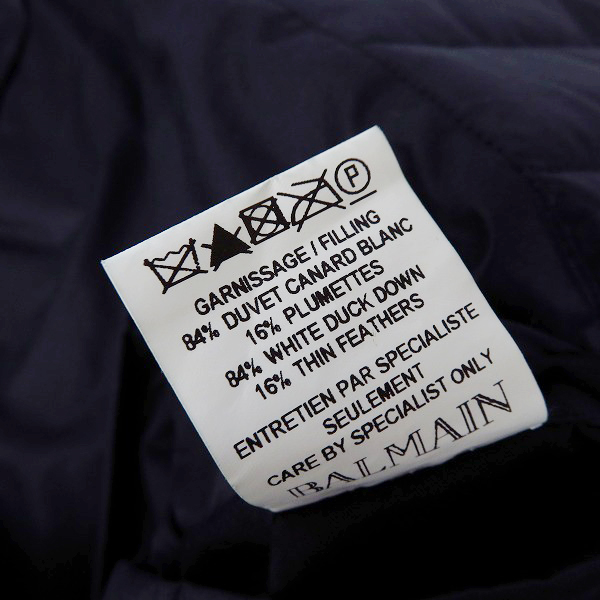 P
GARNISSAGE / FILLING
84% DUVET CANARD BLANC
16% PLUMETTES
84% WHITE DUCK DOWN
16% THIN FEATHERS
ENTRETIEN PAR SPECIALISTE
SEULEMENT
CARE BY SPECIALIST ONLY
BALMAIN